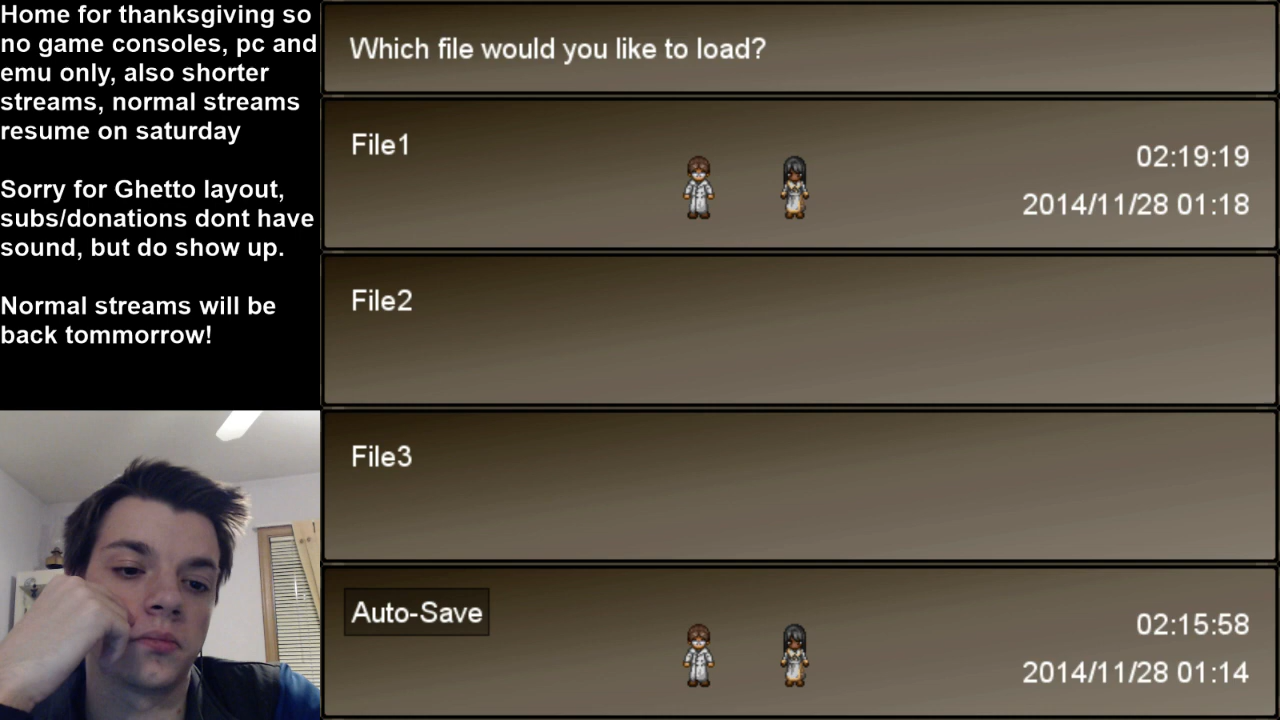 Home for thanksgiving so
no game consoles, pc and
emu only, also shorter
streams, normal streams
resume on saturday
Sorry for Ghetto layout,
subs/donations dont have
sound, but do show up.
Normal streams will be
back tommorrow!
Which file would you like to load?
File1
02:19:19
2014/11/28 01:18
File2
File3
Auto-Save
02:15:58
2014/11/28 01:14